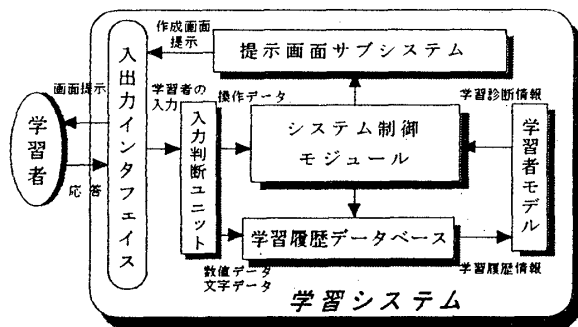 作成画面
提示
提示画面サブシステム
入出力インタフェイス
画面提示
学習者
応答
学習者の
入力
操作データ
入力判断ユニット
システム制御
モジュール
学習診断情報
学習者モデル
学習履歴データベース
数値データ
文字データ
学習履歴情報
学習システム